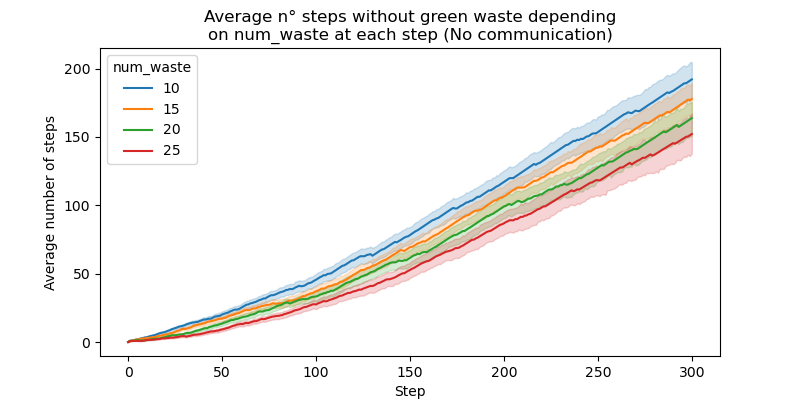 Average n° steps without green waste depending
on num_waste at each step (No communication)
num_waste
10
15
20
25
Average number of steps
200
150
100
50
0
0 50 100 150 200 250 300
Step